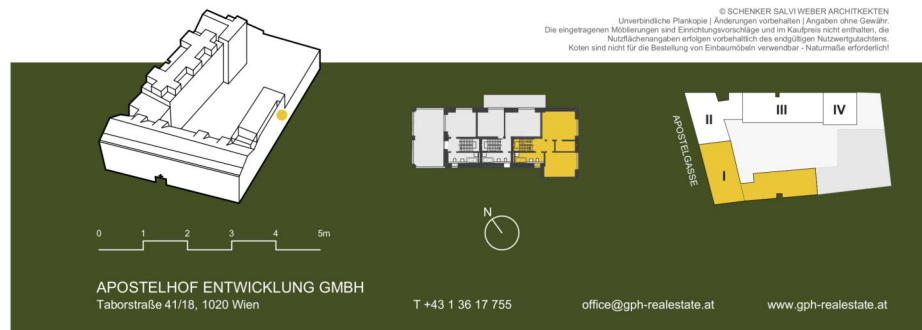 © SCHENKER SALVI WEBER ARCHITKEKTEN
Unverbindliche Plankopie | Änderungen vorbehalten | Angaben ohne Gewähr.
Die eingetragenen Möblierungen sind Einrichtungsvorschläge und im Kaufpreis nicht enthalten, die
Nutzflächenangaben erfolgen vorbehaltlich des endgültigen Nutzwertgutachtens.
Koten sind nicht für die Bestellung von Einbaumöbeln verwendbar - Naturmaße erforderlich!
II
III
IV
APOSTELGASSE
I
N
0 1 2 3 4 5m
APOSTELHOF ENTWICKLUNG GMBH
Taborstraße 41/18, 1020 Wien
T +43 1 36 17 755
office@gph-realestate.at
www.gph-realestate.at